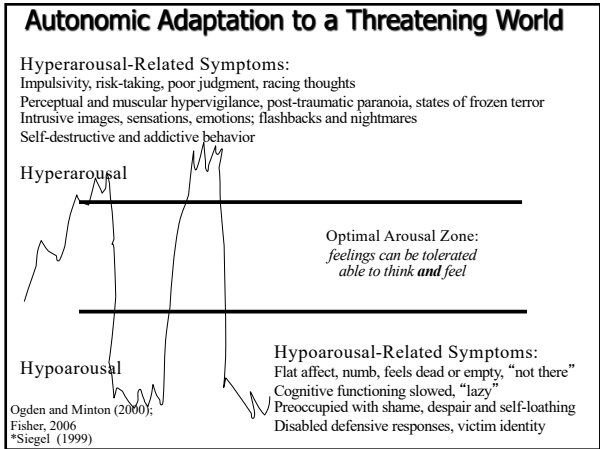 Autonomic Adaptation to a Threatening World
Hyperarousal-Related Symptoms:
Impulsivity, risk-taking, poor judgment, racing thoughts
Perceptual and muscular hypervigilance, post-traumatic paranoia, states of frozen terror
Intrusive images, sensations, emotions; flashbacks and nightmares
Self-destructive and addictive behavior
Hyperarousal
Optimal Arousal Zone:
feelings can be tolerated
able to think and feel
Hypoarousal
Hypoarousal-Related Symptoms:
Flat affect, numb, feels dead or empty, “not there”
Cognitive functioning slowed, “lazy”
Preoccupied with shame, despair and self-loathing
Disabled defensive responses, victim identity
Ogden and Minton (2000);
Fisher, 2006
*Siegel (1999)